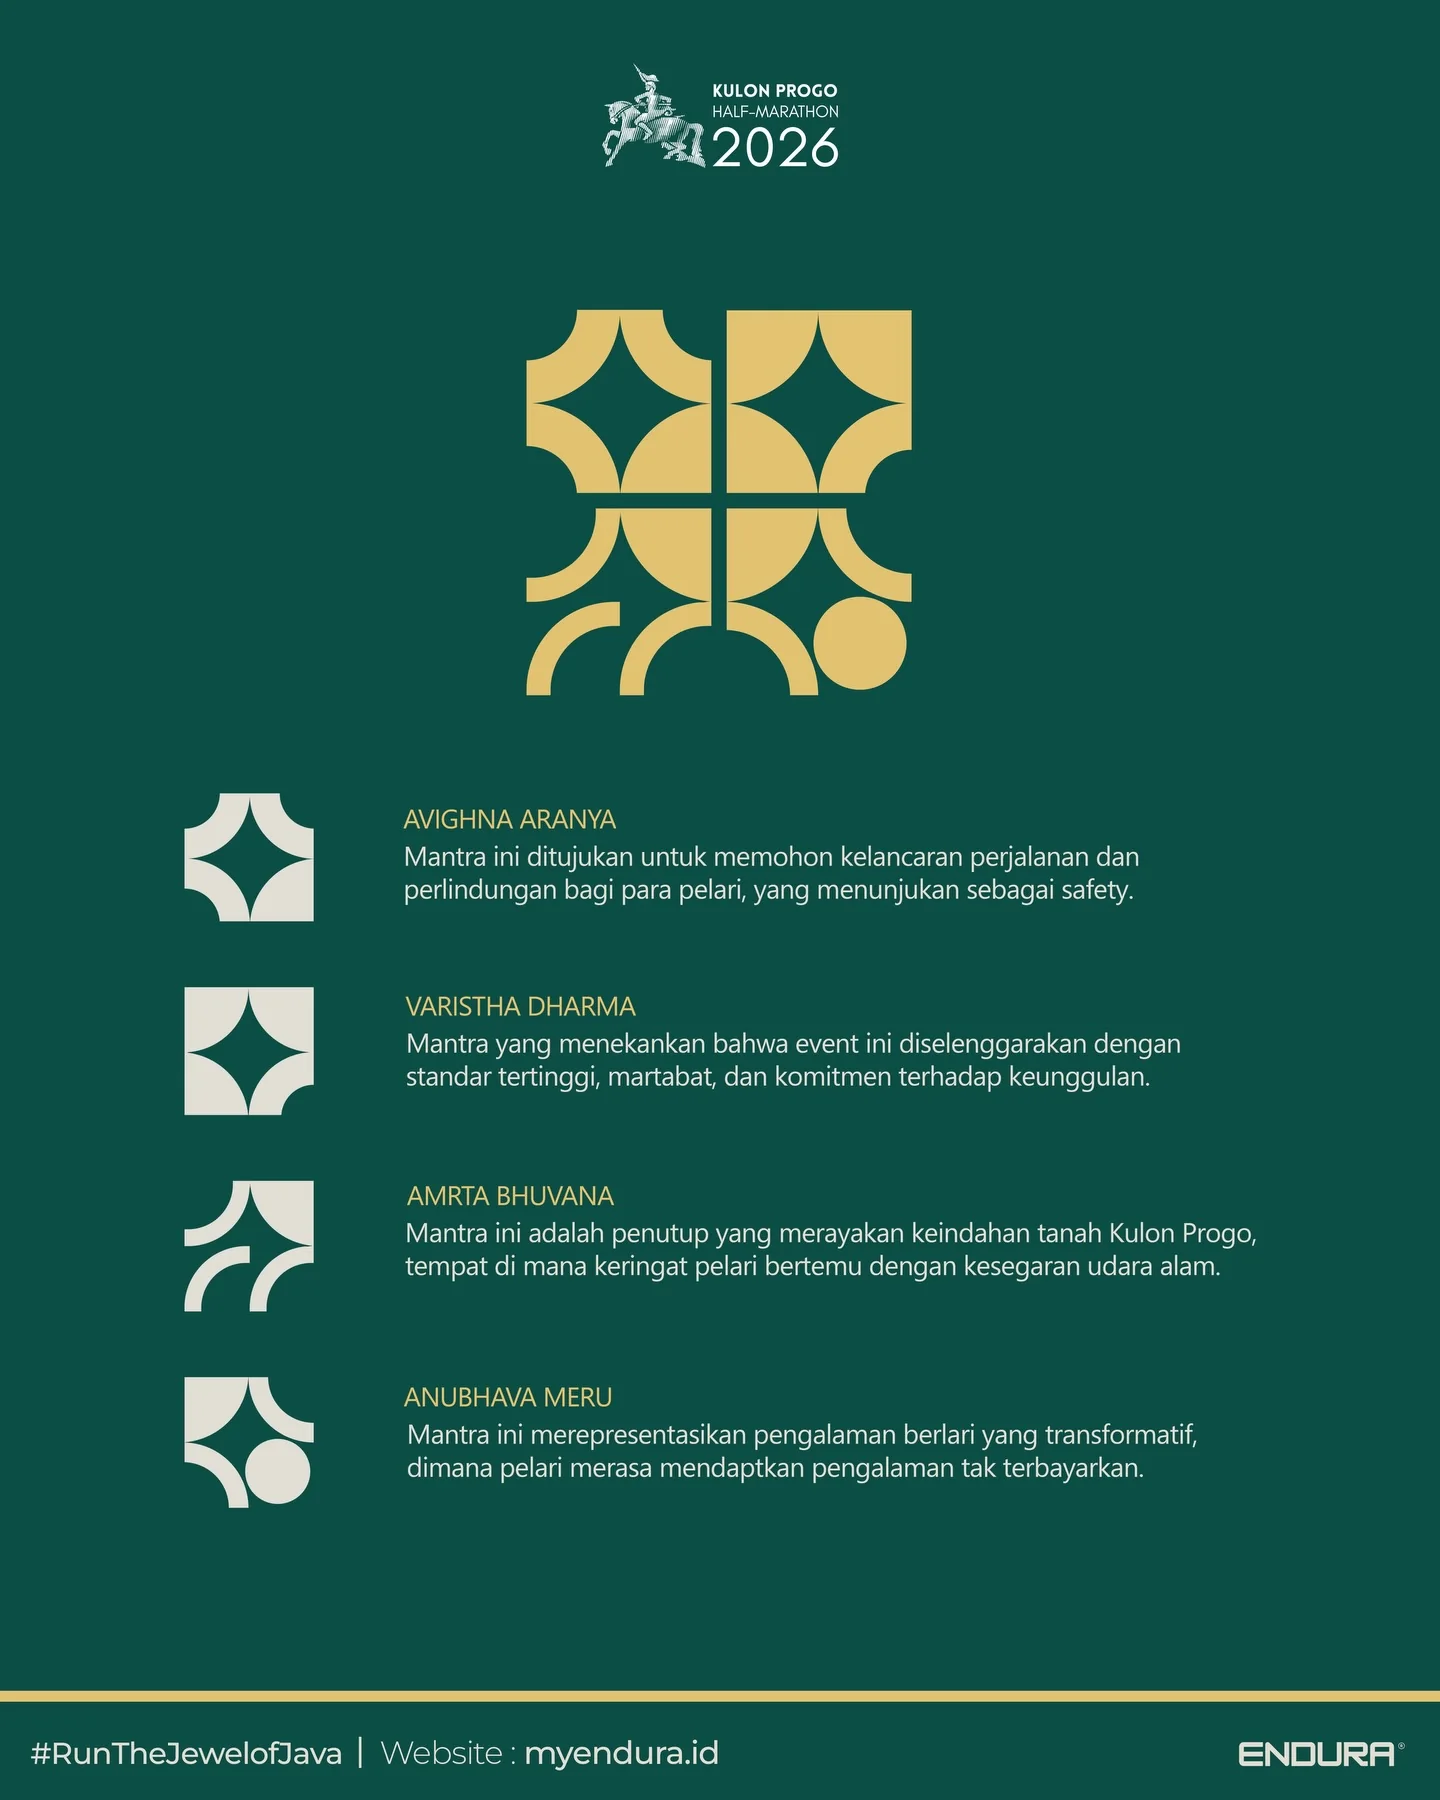 KULON PROGO
HALF-MARATHON
2026
AVIGHNA ARANYA
Mantra ini ditujukan untuk memohon kelancaran perjalanan dan
perlindungan bagi para pelari, yang menunjukan sebagai safety.
VARISTHA DHARMA
Mantra yang menekankan bahwa event ini diselenggarakan dengan
standar tertinggi, martabat, dan komitmen terhadap keunggulan.
AMRTA BHUVANA
Mantra ini adalah penutup yang merayakan keindahan tanah Kulon Progo,
tempat di mana keringat pelari bertemu dengan kesegaran udara alam.
ANUBHAVA MERU
Mantra ini merepresentasikan pengalaman berlari yang transformatif,
dimana pelari merasa mendaptkan pengalaman tak terbayarkan.
#RunTheJewelofJava | Website : myendura.id
ENDURA®